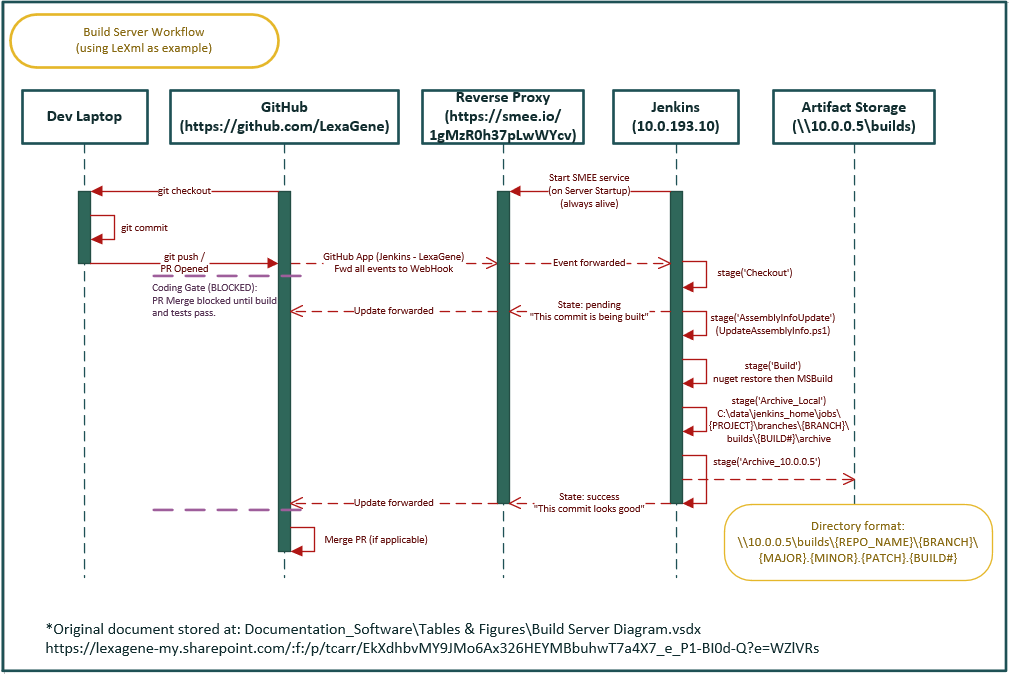 Build Server Workflow
(using LeXml as example)
Dev Laptop
GitHub
(https://github.com/LexaGene)
Reverse Proxy
(https://smee.io/
1gMzR0h37pLwWYcv)
Jenkins
(10.0.193.10)
Artifact Storage
(\\10.0.0.5\builds)
git checkout
Start SMEE service
(on Server Startup)
(always alive)
git commit
git push /
PR Opened
GitHub App (Jenkins - LexaGene)
Fwd all events to WebHook
Event forwarded
stage('Checkout')
Coding Gate (BLOCKED):
PR Merge blocked until build
and tests pass.
Update forwarded
State: pending
"This commit is being built"
stage('AssemblyInfoUpdate')
(UpdateAssemblyInfo.ps1)
stage('Build')
nuget restore then MSBuild
stage('Archive_Local')
C:\data\jenkins_home\jobs\
{PROJECT}\branches\{BRANCH}\
builds\{BUILD#}\archive
stage('Archive_10.0.0.5')
Update forwarded
State: success
"This commit looks good"
Merge PR (if applicable)
Directory format:
\\10.0.0.5\builds\{REPO_NAME}\{BRANCH}\
{MAJOR}.{MINOR}.{PATCH}.{BUILD#}
*Original document stored at: Documentation_Software\Tables & Figures\Build Server Diagram.vsdx
https://lexagene-my.sharepoint.com/:f:/p/tcarr/EkXdhbvMY9JMo6Ax326HEYMBbuhwT7a4X7_e_P1-BI0d-Q?e=WZlVRs